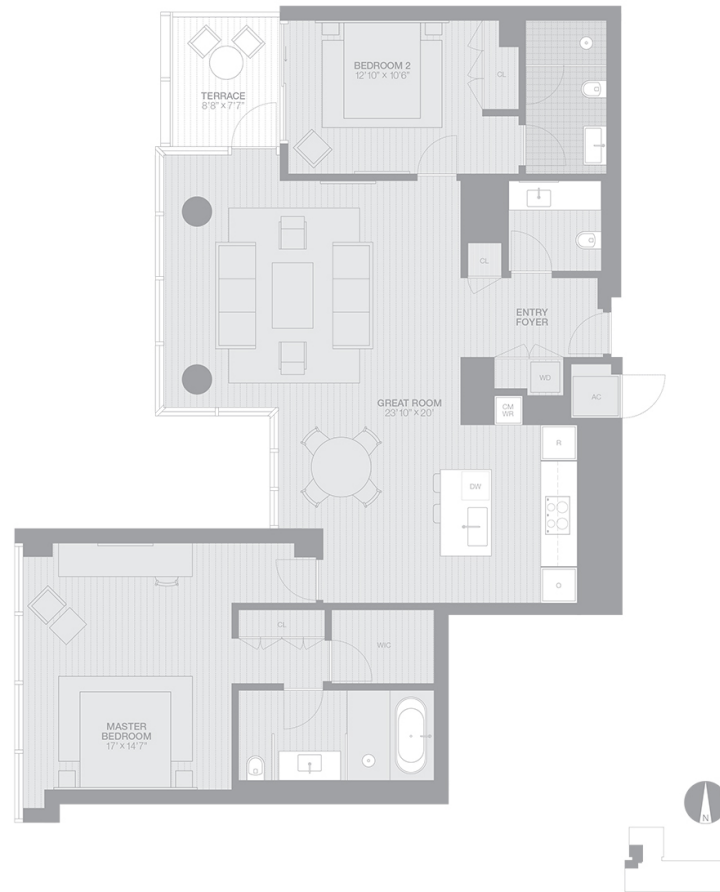 TERRACE
8'8" x 7'7"
BEDROOM 2
12'10" x 10'6"
CL
CL
ENTRY
FOYER
WD
AC
GREAT ROOM
23'10" x 20'
CM
WR
R
DW
O
CL
WIC
MASTER
BEDROOM
17' x 14'7"
N